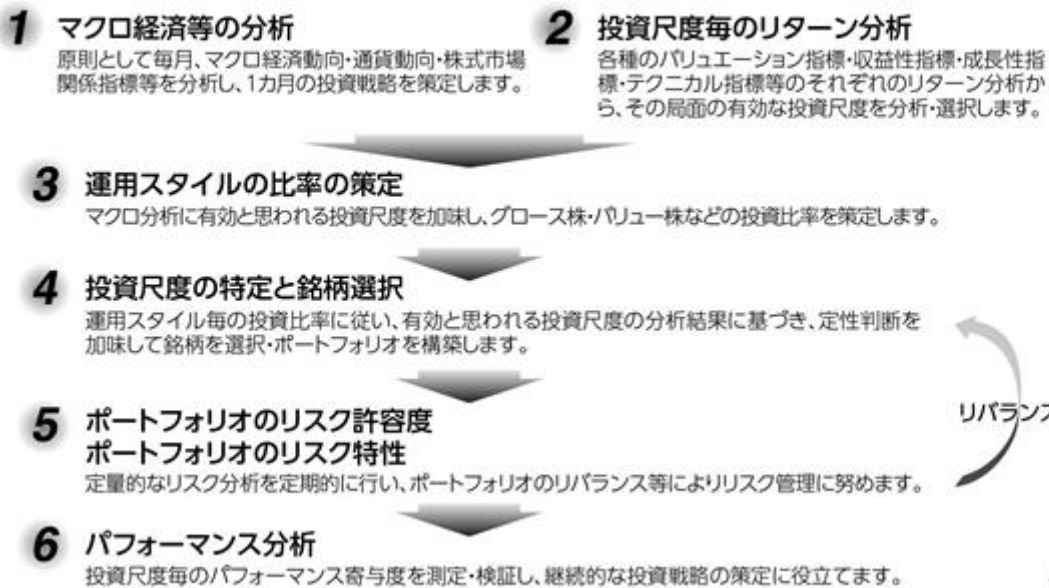 1 マクロ経済等の分析
原則として毎月、マクロ経済動向・通貨動向・株式市場
関係指標等を分析し、1カ月の投資戦略を策定します。
2 投資尺度毎のリターン分析
各種のバリュエーション指標・収益性指標・成長性指
標・テクニカル指標等のそれぞれのリターン分析か
ら、その局面の有効な投資尺度を分析・選択します。
3 運用スタイルの比率の策定
マクロ分析に有効と思われる投資尺度を加味し、グロース株・バリュー株などの投資比率を策定します。
4 投資尺度の特定と銘柄選択
運用スタイル毎の投資比率に従い、有効と思われる投資尺度の分析結果に基づき、定性判断を
加味して銘柄を選択・ポートフォリオを構築します。
5 ポートフォリオのリスク許容度
ポートフォリオのリスク特性
定量的なリスク分析を定期的に行い、ポートフォリオのリバランス等によりリスク管理に努めます。
リバランス
6 パフォーマンス分析
投資尺度毎のパフォーマンス寄与度を測定・検証し、継続的な投資戦略の策定に役立てます。